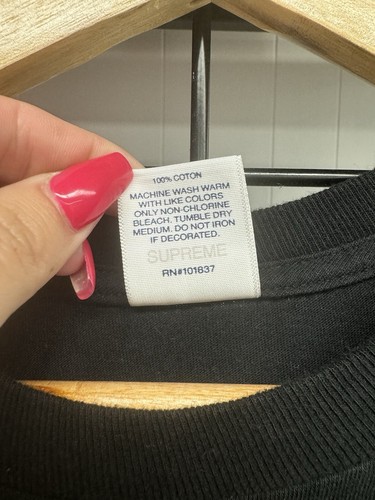 100% COTON
MACHINE WASH WARM
WITH LIKE COLORS
ONLY NON-CHLORINE
BLEACH. TUMBLE DRY
MEDIUM. DO NOT IRON
IF DECORATED.
SUPREME
RN#101837